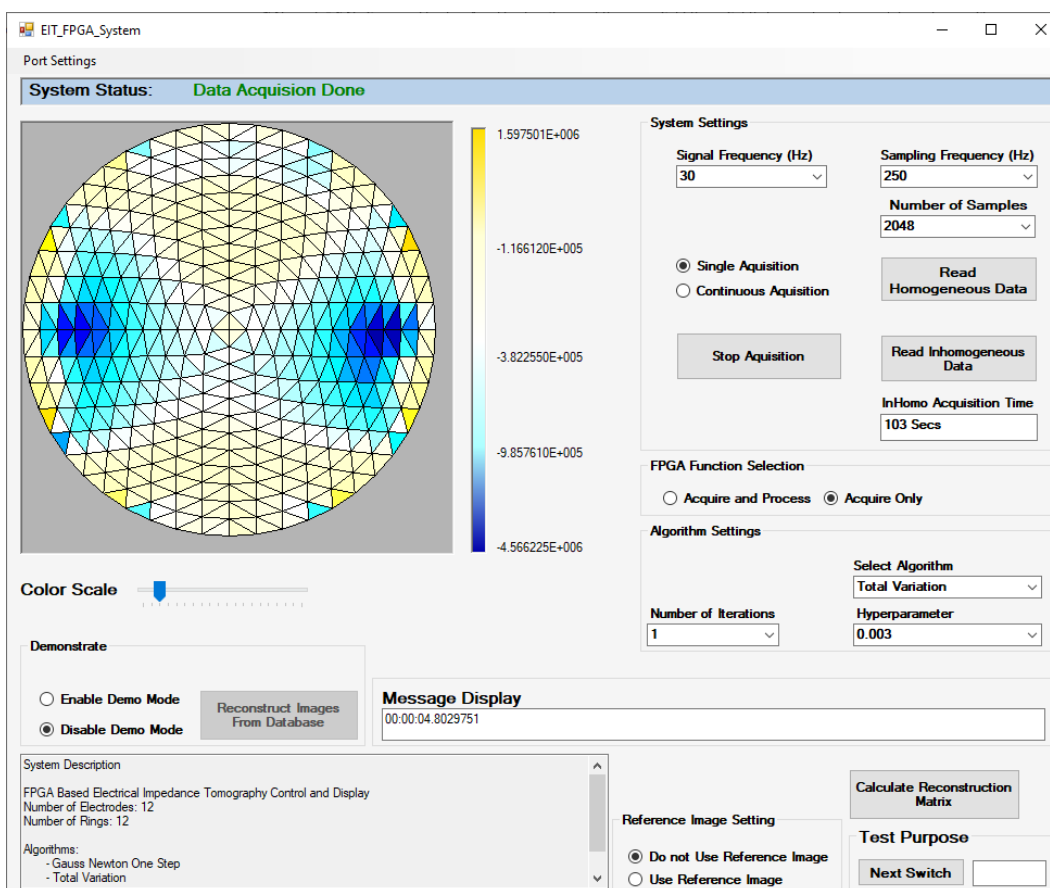 EIT_FPGA_System
Port Settings
System Status: Data Acquision Done
1.597501E+006
-1.166120E+005
-3.822550E+005
-9.857610E+005
-4.566225E+006
Color Scale
System Settings
Signal Frequency (Hz)
30
Sampling Frequency (Hz)
250
Number of Samples
2048
Single Aquisition
Continuous Aquisition
Read
Homogeneous Data
Stop Aquisition
Read Inhomogeneous
Data
InHomo Acquisition Time
103 Secs
FPGA Function Selection
Acquire and Process
Acquire Only
Algorithm Settings
Select Algorithm
Total Variation
Number of Iterations
1
Hyperparameter
0.003
Demonstrate
Enable Demo Mode
Disable Demo Mode
Reconstruct Images
From Database
Message Display
00:00:04.8029751
System Description
FPGA Based Electrical Impedance Tomography Control and Display
Number of Electrodes: 12
Number of Rings: 12
Algorithms:
- Gauss Newton One Step
- Total Variation
Reference Image Setting
Do not Use Reference Image
Use Reference Image
Calculate Reconstruction
Matrix
Test Purpose
Next Switch